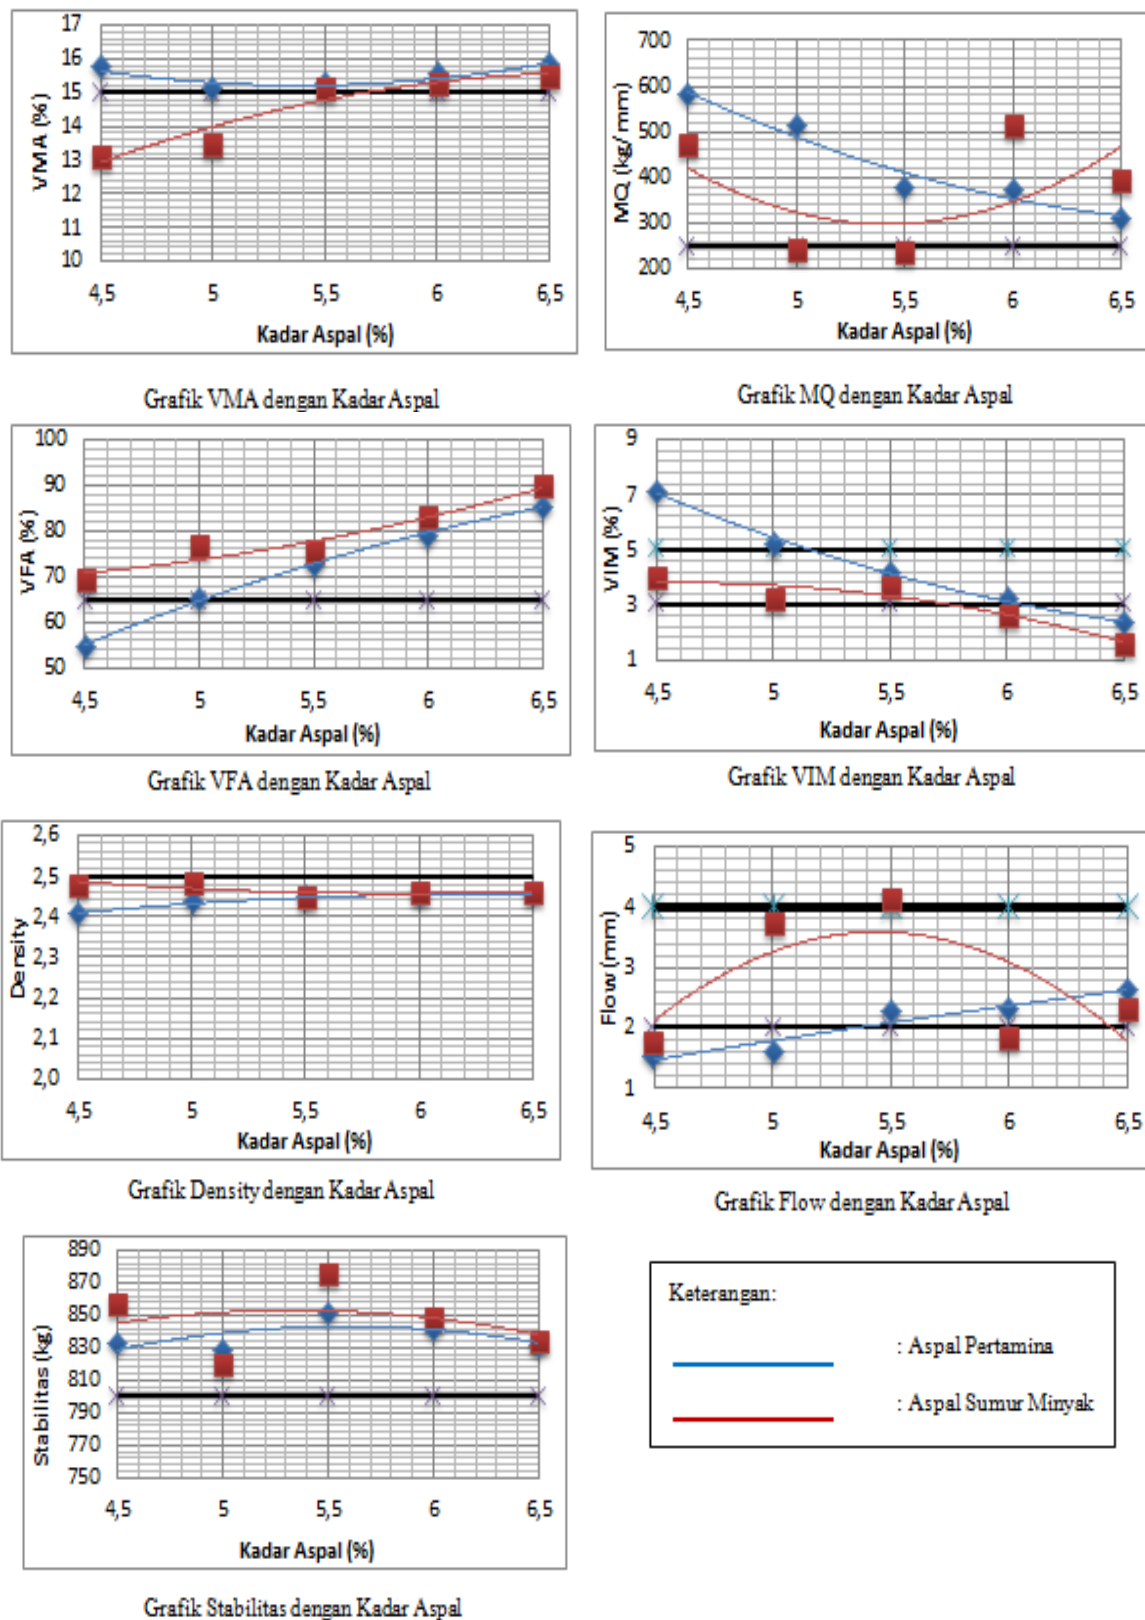 17
16
15
14
13
12
11
10
VMA (%)
4,5 5 5,5 6 6,5
Kadar Aspal (%)
Grafik VMA dengan Kadar Aspal
700
600
500
400
300
200
MQ (kg/mm)
4,5 5 5,5 6 6,5
Kadar Aspal (%)
Grafik MQ dengan Kadar Aspal
100
90
80
70
60
50
VFA (%)
4,5 5 5,5 6 6,5
Kadar Aspal (%)
Grafik VFA dengan Kadar Aspal
9
7
5
3
1
VIM (%)
4,5 5 5,5 6 6,5
Kadar Aspal (%)
Grafik VIM dengan Kadar Aspal
2,6
2,5
2,4
2,3
2,2
2,1
2,0
Density
4,5 5 5,5 6 6,5
Kadar Aspal (%)
Grafik Density dengan Kadar Aspal
5
4
3
2
1
Flow (mm)
4,5 5 5,5 6 6,5
Kadar Aspal (%)
Grafik Flow dengan Kadar Aspal
890
870
850
830
810
790
770
750
Stabilitas (kg)
4,5 5 5,5 6 6,5
Kadar Aspal (%)
Grafik Stabilitas dengan Kadar Aspal
Keterangan:
: Aspal Pertamina
: Aspal Sumur Minyak